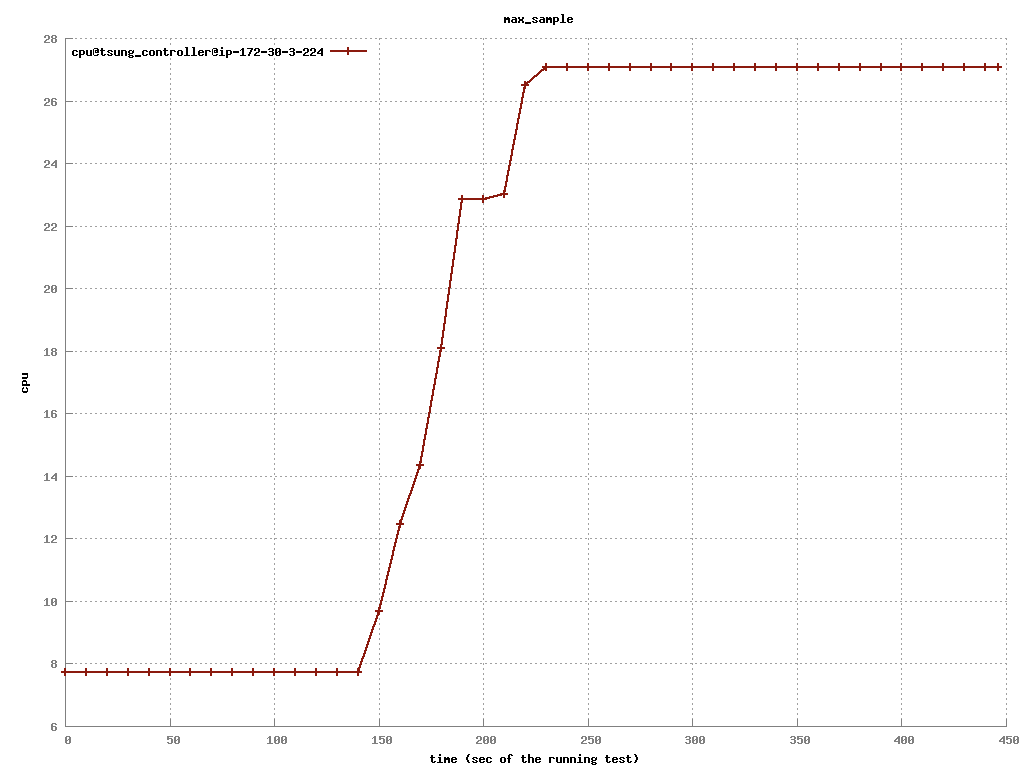 max_sample
28
cpu@tsung_controller@ip-172-30-3-224
26
24
22
20
18
cpu
16
14
12
10
8
6
0 50 100 150 200 250 300 350 400 450
time (sec of the running test)